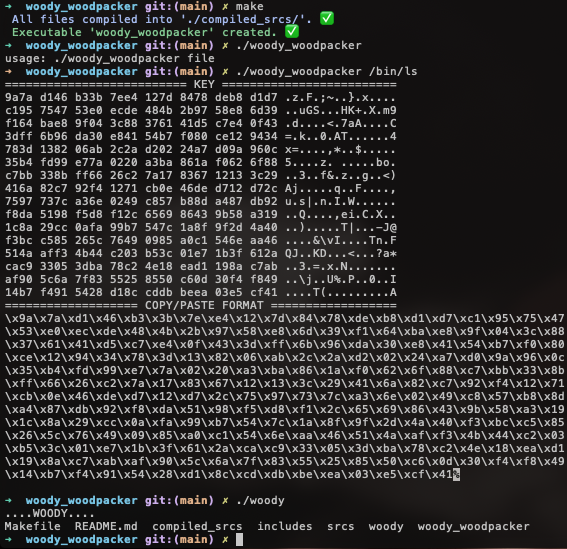 ➜  woody_woodpacker git:(main) ✗ make
 All files compiled into './compiled_srcs/'. ✅
 Executable 'woody_woodpacker' created. ✅
➜  woody_woodpacker git:(main) ✗ ./woody_woodpacker
usage: ./woody_woodpacker file
➜  woody_woodpacker git:(main) ✗ ./woody_woodpacker /bin/ls
========================== KEY =========================
9a7a d146 b33b 7ee4 127d 8478 deb8 d1d7 .z.F.;~..}.x....
c195 7547 53e0 ecde 484b 2b97 58e8 6d39 ..uGS...HK+.X.m9
f164 bae8 9f04 3c88 3761 41d5 c7e4 0f43 .d....<.7aA....C
3dff 6b96 da30 e841 54b7 f080 ce12 9434 =.k..0.AT......4
783d 1382 06ab 2c2a d202 24a7 d09a 960c x=....,*..$.....
35b4 fd99 e77a 0220 a3ba 861a f062 6f88 5....z. .....bo.
c7bb 338b ff66 26c2 7a17 8367 1213 3c29 ..3..f&.z..g..<)
416a 82c7 92f4 1271 cb0e 46de d712 d72c Aj.....q..F....,
7597 737c a36e 0249 c857 b88d a487 db92 u.s|.n.I.W......
f8da 5198 f5d8 f12c 6569 8643 9b58 a319 ..Q....,ei.C.X..
1c8a 29cc 0afa 99b7 547c 1a8f 9f2d 4a40 ..).....T|...-J@
f3bc c585 265c 7649 0985 a0c1 546e aa46 ....&\vI....Tn.F
514a aff3 4b44 c203 b53c 01e7 1b3f 612a QJ..KD...<...?a*
cac9 3305 3dba 78c2 4e18 ead1 198a c7ab ..3.=.x.N.......
af90 5c6a 7f83 5525 8550 c60d 30f4 f849 ..\j..U%.P..0..I
14b7 f491 5428 d18c cddb beea 03e5 cf41 ....T(.........A
=================== COPY/PASTE FORMAT ==================
\x9a\x7a\xd1\x46\xb3\x3b\x7e\xe4\x12\x7d\x84\x78\xde\xb8\xd1\xd7\xc1\x95\x75\x47
\x53\xe0\xec\xde\x48\x4b\x2b\x97\x58\xe8\x6d\x39\xf1\x64\xba\xe8\x9f\x04\x3c\x88
\x37\x61\x41\xd5\xc7\xe4\x0f\x43\x3d\xff\x6b\x96\xda\x30\xe8\x41\x54\xb7\xf0\x80
\xce\x12\x94\x34\x78\x3d\x13\x82\x06\xab\x2c\x2a\xd2\x02\x24\xa7\xd0\x9a\x96\x0c
\x35\xb4\xfd\x99\xe7\x7a\x02\x20\xa3\xba\x86\x1a\xf0\x62\x6f\x88\xc7\xbb\x33\x8b
\xff\x66\x26\xc2\x7a\x17\x83\x67\x12\x13\x3c\x29\x41\x6a\x82\xc7\x92\xf4\x12\x71
\xcb\x0e\x46\xde\xd7\x12\xd7\x2c\x75\x97\x73\x7c\xa3\x6e\x02\x49\xc8\x57\xb8\x8d
\xa4\x87\xdb\x92\xf8\xda\x51\x98\xf5\xd8\xf1\x2c\x65\x69\x86\x43\x9b\x58\xa3\x19
\x1c\x8a\x29\xcc\x0a\xfa\x99\xb7\x54\x7c\x1a\x8f\x9f\x2d\x4a\x40\xf3\xbc\xc5\x85
\x26\x5c\x76\x49\x09\x85\xa0\xc1\x54\x6e\xaa\x46\x51\x4a\xaf\xf3\x4b\x44\xc2\x03
\xb5\x3c\x01\xe7\x1b\x3f\x61\x2a\xca\xc9\x33\x05\x3d\xba\x78\xc2\x4e\x18\xea\xd1
\x19\x8a\xc7\xab\xaf\x90\x5c\x6a\x7f\x83\x55\x25\x85\x50\xc6\x0d\x30\xf4\xf8\x49
\x14\xb7\xf4\x91\x54\x28\xd1\x8c\xcd\xdb\xbe\xea\x03\xe5\xcf\x41%
➜  woody_woodpacker git:(main) ✗ ./woody
....WOODY....
Makefile  README.md  compiled_srcs  includes  srcs  woody  woody_woodpacker
➜  woody_woodpacker git:(main) ✗